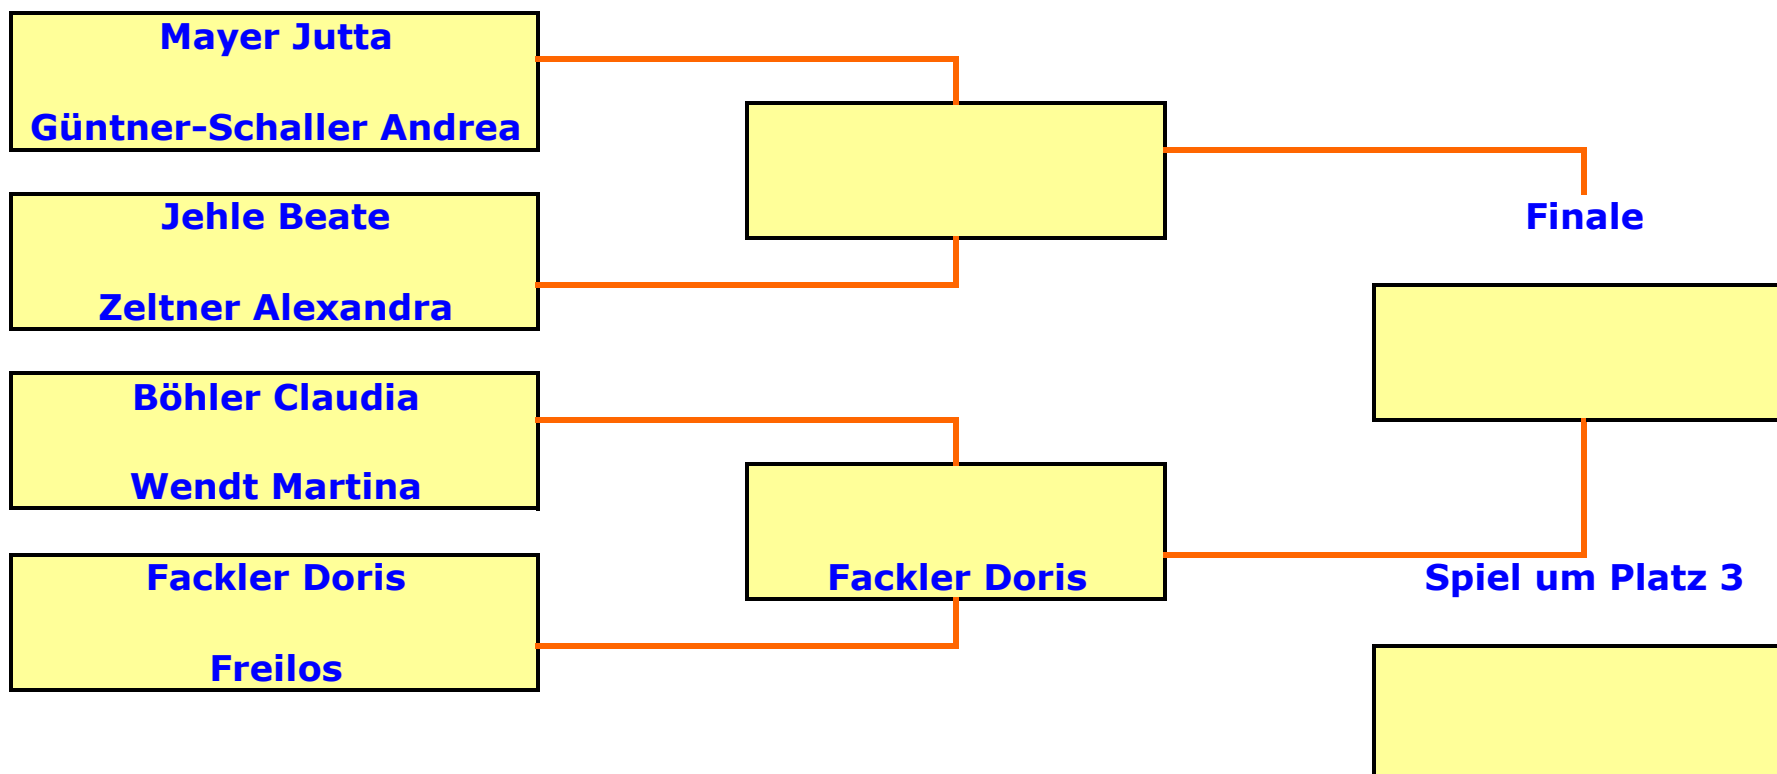 Mayer Jutta
Güntner-Schaller Andrea
Jehle Beate
Zeltner Alexandra
Böhler Claudia
Wendt Martina
Fackler Doris
Freilos
Fackler Doris
Finale
Spiel um Platz 3